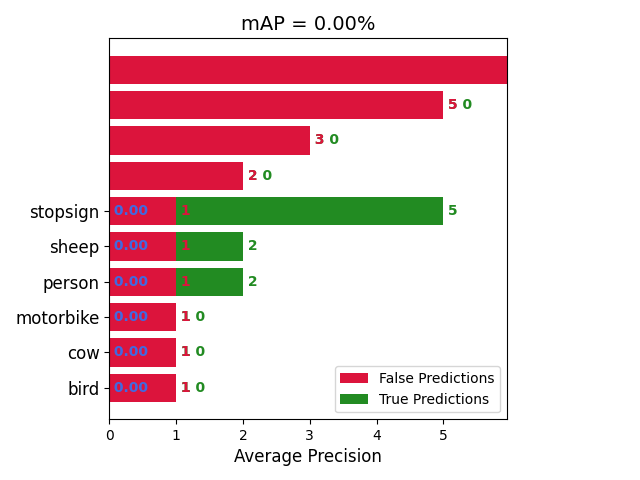 mAP = 0.00%
5 0
3 0
2 0
stopsign 0.00 1 5
sheep 0.00 1 2
person 0.00 1 2
motorbike 0.00 1 0
cow 0.00 1 0
bird 0.00 1 0
False Predictions
True Predictions
0 1 2 3 4 5
Average Precision